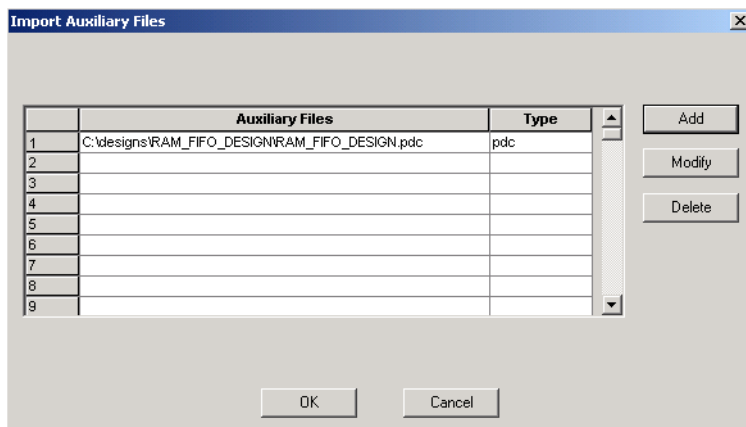 Import Auxiliary Files
Auxiliary Files Type
1 C:\designs\RAM_FIFO_DESIGN\RAM_FIFO_DESIGN.pdc pdc
2
3
4
5
6
7
8
9
Add
Modify
Delete
OK Cancel